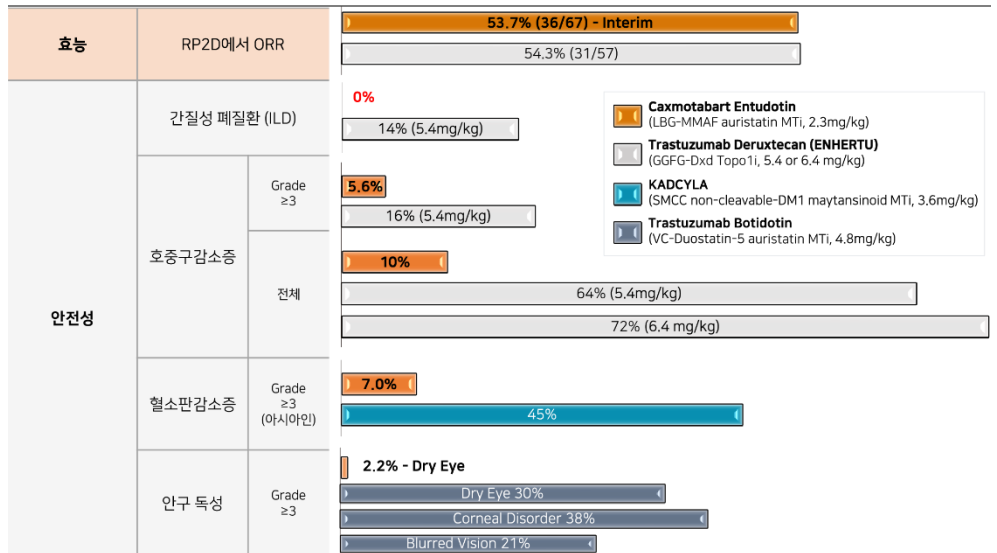 효능
RP2D에서 ORR
53.7% (36/67) - Interim
54.3% (31/57)
안전성
간질성 폐질환 (ILD)
0%
14% (5.4mg/kg)
호중구감소증
Grade
≥3
5.6%
16% (5.4mg/kg)
전체
10%
64% (5.4mg/kg)
72% (6.4 mg/kg)
혈소판감소증
Grade
≥3
(아시아인)
7.0%
45%
안구 독성
Grade
≥3
2.2% - Dry Eye
Dry Eye 30%
Corneal Disorder 38%
Blurred Vision 21%
Caxmotabart Entudotin
(LBG-MMAF auristatin MTi, 2.3mg/kg)
Trastuzumab Deruxtecan (ENHERTU)
(GGFG-Dxd Topo1i, 5.4 or 6.4 mg/kg)
KADCYLA
(SMCC non-cleavable-DM1 maytansinoid MTi, 3.6mg/kg)
Trastuzumab Botidotin
(VC-Duostatin-5 auristatin MTi, 4.8mg/kg)